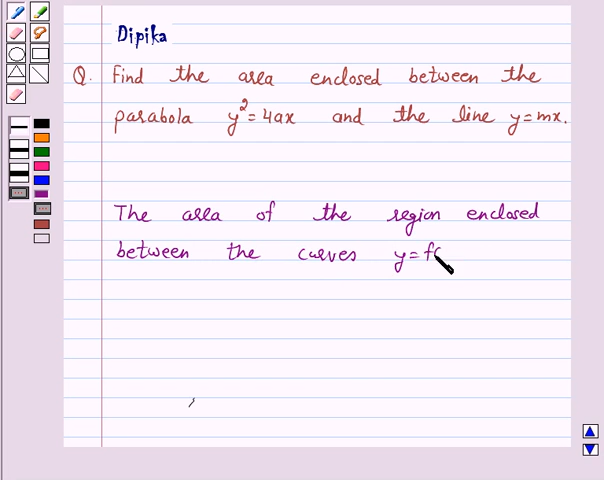 Dipika
Q. Find the area enclosed between the
parabola y² = 4ax and the line y = mx.
The area of the region enclosed
between the curves y = f(